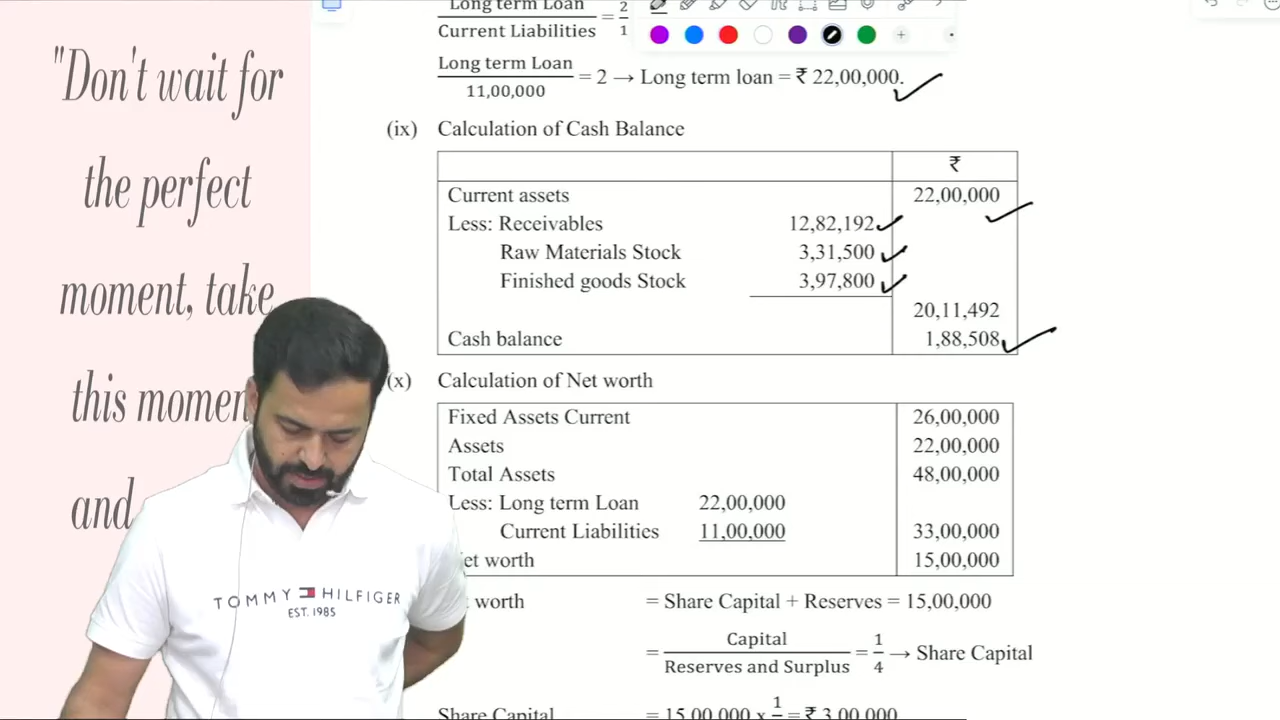 "Don't wait for
the perfect
moment, take
this momen
and
Long term Loan
Current Liabilities
= 2
1
Long term Loan
11,00,000
= 2 → Long term loan = ₹ 22,00,000.
(ix) Calculation of Cash Balance
₹
Current assets 22,00,000
Less: Receivables 12,82,192
Raw Materials Stock 3,31,500
Finished goods Stock 3,97,800
20,11,492
Cash balance 1,88,508
(x) Calculation of Net worth
Fixed Assets Current 26,00,000
Assets 22,00,000
Total Assets 48,00,000
Less: Long term Loan 22,00,000
Current Liabilities 11,00,000 33,00,000
et worth 15,00,000
worth = Share Capital + Reserves = 15,00,000
= Capital
Reserves and Surplus
= 1
4
→ Share Capital
Share Capital = 15,00,000 x 1 = ₹ 3,00,000
TOMMY HILFIGER
EST. 1985